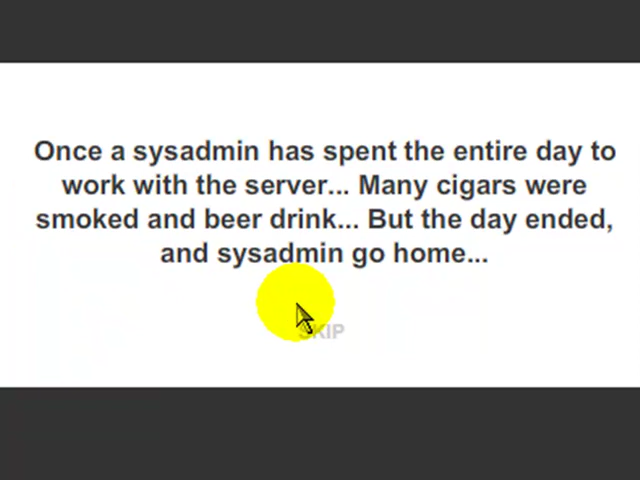 Once a sysadmin has spent the entire day to
work with the server... Many cigars were
smoked and beer drink... But the day ended,
and sysadmin go home...
SKIP